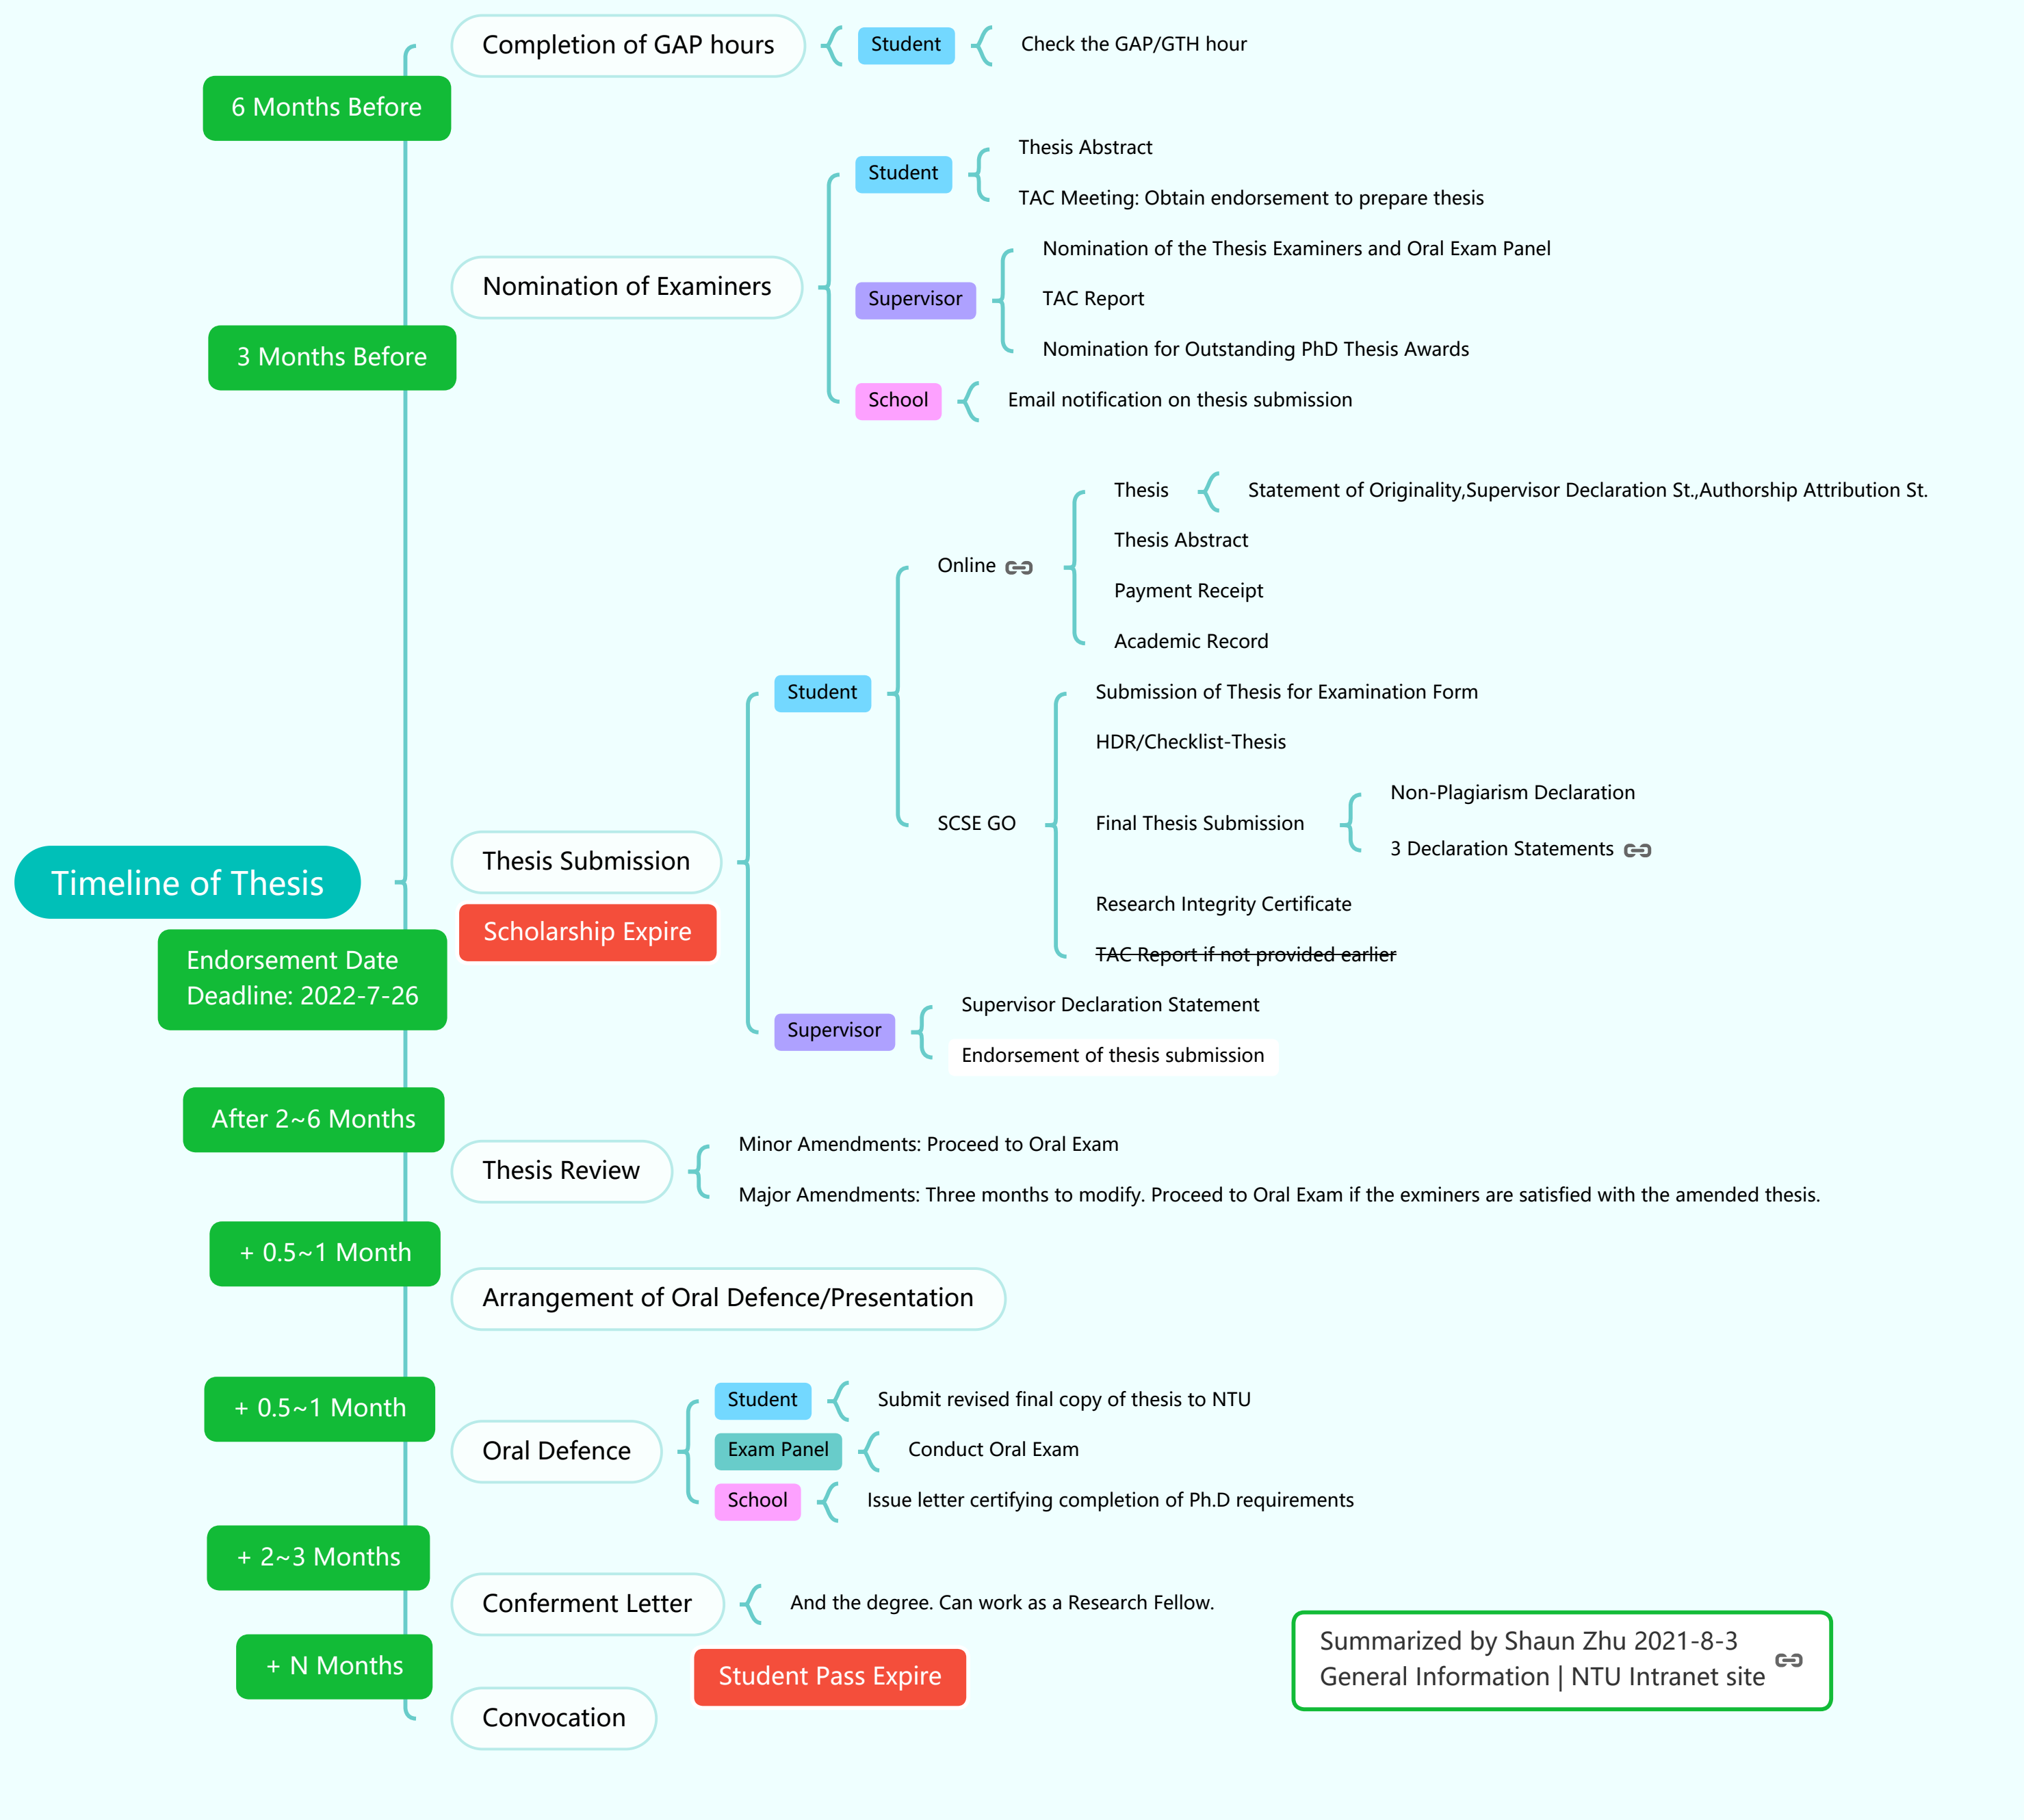 Completion of GAP hours
Student
Check the GAP/GTH hour
6 Months Before
Student
Thesis Abstract
TAC Meeting: Obtain endorsement to prepare thesis
Nomination of Examiners
Supervisor
Nomination of the Thesis Examiners and Oral Exam Panel
TAC Report
Nomination for Outstanding PhD Thesis Awards
School
Email notification on thesis submission
3 Months Before
Timeline of Thesis
Thesis Submission
Scholarship Expire
Student
Online
Thesis
Statement of Originality,Supervisor Declaration St.,Authorship Attribution St.
Thesis Abstract
Payment Receipt
Academic Record
SCSE GO
Submission of Thesis for Examination Form
HDR/Checklist-Thesis
Final Thesis Submission
Non-Plagiarism Declaration
3 Declaration Statements
Research Integrity Certificate
TAC Report if not provided earlier
Supervisor
Supervisor Declaration Statement
Endorsement of thesis submission
Endorsement Date
Deadline: 2022-7-26
After 2~6 Months
Thesis Review
Minor Amendments: Proceed to Oral Exam
Major Amendments: Three months to modify. Proceed to Oral Exam if the exminers are satisfied with the amended thesis.
+ 0.5~1 Month
Arrangement of Oral Defence/Presentation
+ 0.5~1 Month
Oral Defence
Student
Submit revised final copy of thesis to NTU
Exam Panel
Conduct Oral Exam
School
Issue letter certifying completion of Ph.D requirements
+ 2~3 Months
Conferment Letter
And the degree. Can work as a Research Fellow.
+ N Months
Student Pass Expire
Convocation
Summarized by Shaun Zhu 2021-8-3
General Information | NTU Intranet site